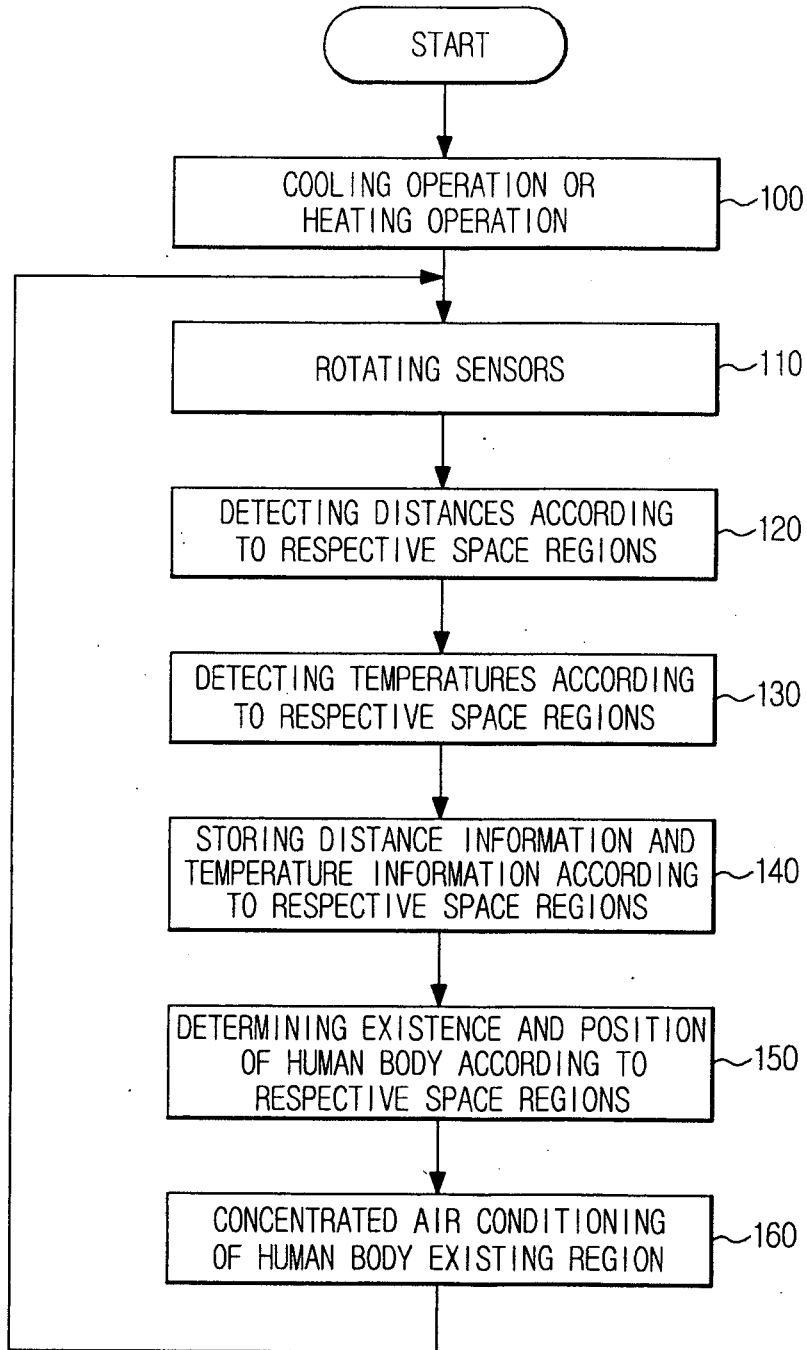 START
COOLING OPERATION OR
HEATING OPERATION
100
ROTATING SENSORS
110
DETECTING DISTANCES ACCORDING
TO RESPECTIVE SPACE REGIONS
120
DETECTING TEMPERATURES ACCORDING
TO RESPECTIVE SPACE REGIONS
130
STORING DISTANCE INFORMATION AND
TEMPERATURE INFORMATION ACCORDING
TO RESPECTIVE SPACE REGIONS
140
DETERMINING EXISTENCE AND POSITION
OF HUMAN BODY ACCORDING TO
RESPECTIVE SPACE REGIONS
150
CONCENTRATED AIR CONDITIONING
OF HUMAN BODY EXISTING REGION
160